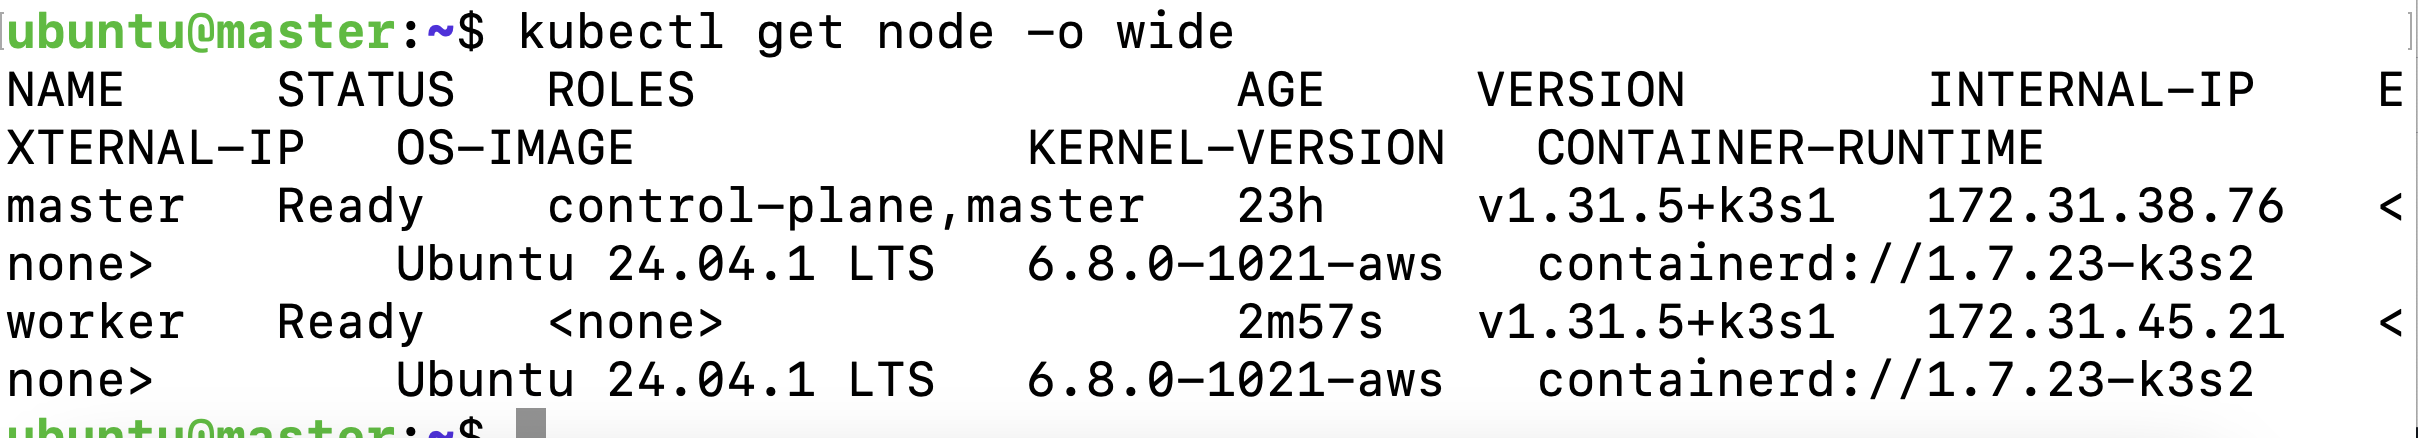 ubuntu@master:~$ kubectl get node -o wide
NAME     STATUS   ROLES                  AGE     VERSION        INTERNAL-IP    E
XTERNAL-IP   OS-IMAGE             KERNEL-VERSION   CONTAINER-RUNTIME
master   Ready    control-plane,master   23h     v1.31.5+k3s1   172.31.38.76   <
none>        Ubuntu 24.04.1 LTS   6.8.0-1021-aws   containerd://1.7.23-k3s2
worker   Ready    <none>                 2m57s   v1.31.5+k3s1   172.31.45.21   <
none>        Ubuntu 24.04.1 LTS   6.8.0-1021-aws   containerd://1.7.23-k3s2
ubuntu@master:~$